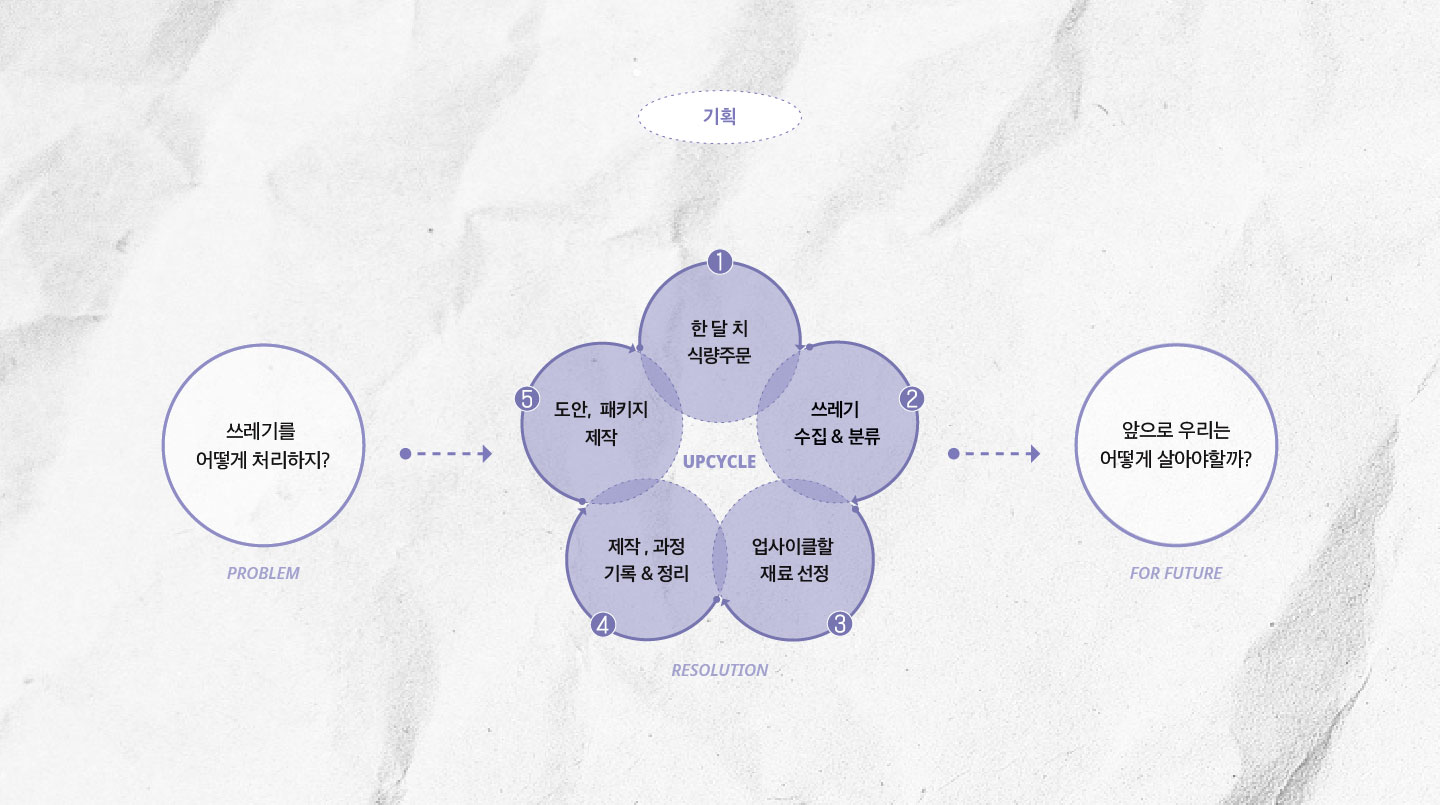 기획
쓰레기를
어떻게 처리하지?
PROBLEM
1
한 달 치
식량주문
2
쓰레기
수집 & 분류
3
업사이클할
재료 선정
4
제작 , 과정
기록 & 정리
5
도안, 패키지
제작
UPCYCLE
RESOLUTION
앞으로 우리는
어떻게 살아야할까?
FOR FUTURE